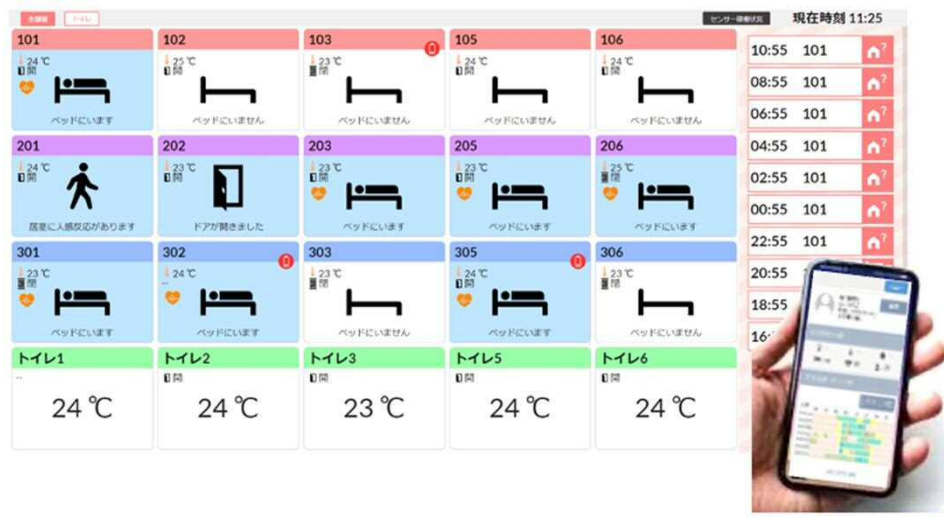 全部屋 トイレ
センサー稼働状況
現在時刻 11:25
101
24 ℃
開
ベッドにいます
102
25 ℃
開
ベッドにいません
103
23 ℃
閉
ベッドにいません
105
24 ℃
開
ベッドにいません
106
24 ℃
開
ベッドにいません
201
24 ℃
開
居室に人感反応があります
202
23 ℃
開
ドアが開きました
203
23 ℃
開
ベッドにいます
205
23 ℃
開
ベッドにいます
206
25 ℃
閉
ベッドにいます
301
23 ℃
閉
ベッドにいます
302
24 ℃
--
ベッドにいます
303
23 ℃
閉
ベッドにいません
305
24 ℃
閉
ベッドにいます
306
23 ℃
閉
ベッドにいません
トイレ1
--
24 ℃
トイレ2
開
24 ℃
トイレ3
開
23 ℃
トイレ5
開
24 ℃
トイレ6
開
24 ℃
10:55 101 ?
08:55 101 ?
06:55 101 ?
04:55 101 ?
02:55 101 ?
00:55 101 ?
22:55 101 ?
20:55
18:55
16: